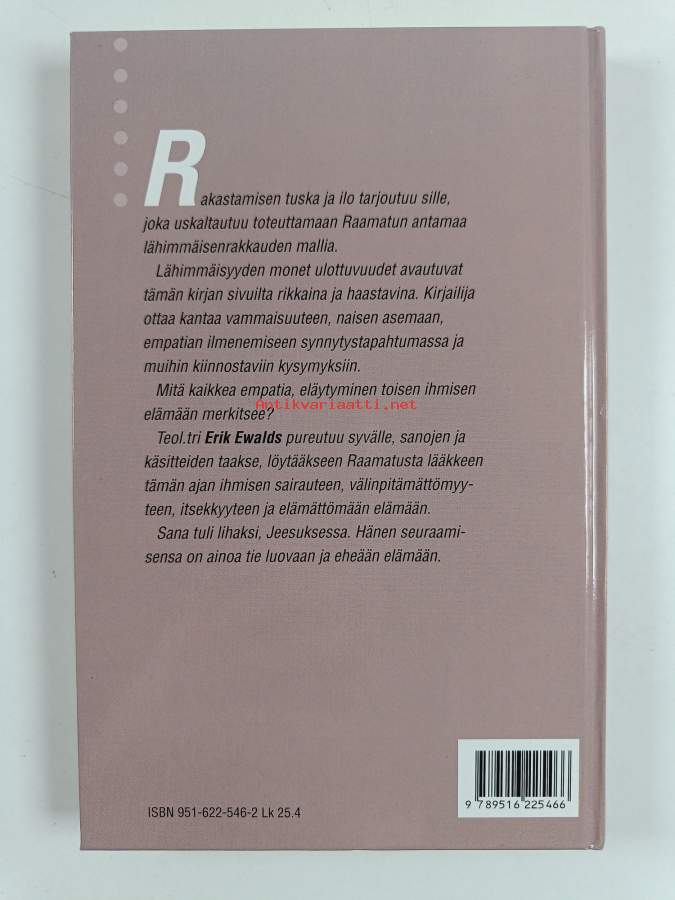 Rakastamisen tuska ja ilo tarjoutuu sille,
joka uskaltautuu toteuttamaan Raamatun antamaa
lähimmäisenrakkauden mallia.
Lähimmäisyyden monet ulottuvuudet avautuvat
tämän kirjan sivuilta rikkaina ja haastavina. Kirjailija
ottaa kantaa vammaisuuteen, naisen asemaan,
empatian ilmenemiseen synnytystapahtumassa ja
muihin kiinnostaviin kysymyksiin.
Mitä kaikkea empatia, eläytyminen toisen ihmisen
elämään merkitsee?
Antikvariaatti.net
Teol.tri Erik Ewalds pureutuu syvälle, sanojen ja
käsitteiden taakse, löytääkseen Raamatusta lääkkeen
tämän ajan ihmisen sairauteen, välinpitämättömyy-
teen, itsekkyyteen ja elämättömään elämään.
Sana tuli lihaksi, Jeesuksessa. Hänen seuraami-
sensa on ainoa tie luovaan ja eheään elämään.
ISBN 951-622-546-2 Lk 25.4
9 789516 225466